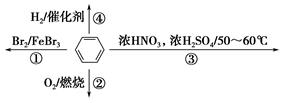 H₂/催化剂 ④
Br₂/FeBr₃ ①
浓HNO₃，浓H₂SO₄/50～60℃ ③
O₂/燃烧 ②